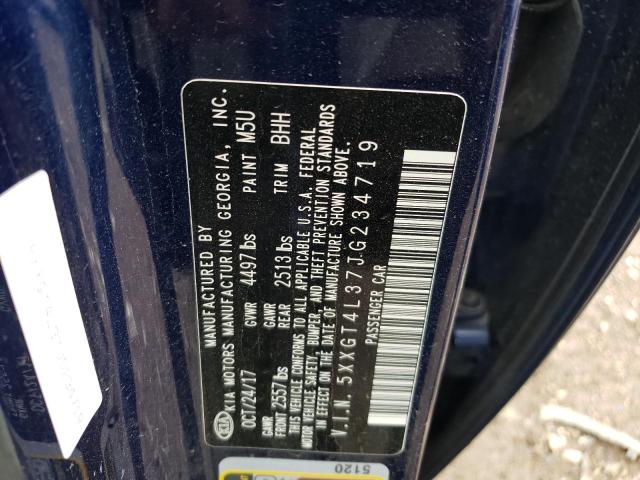 KIA
MANUFACTURED BY
KIA MOTORS MANUFACTURING GEORGIA, INC.
OCT/24/17 GVWR 4497 lbs PAINT M5U
GAWR GAWR
FRONT 2557 lbs REAR 2513 lbs TRIM BHH
THIS VEHICLE CONFORMS TO ALL APPLICABLE U.S.A. FEDERAL
MOTOR VEHICLE SAFETY, BUMPER, AND THEFT PREVENTION STANDARDS
IN EFFECT ON THE DATE OF MANUFACTURE SHOWN ABOVE.
V.I.N. 5XXGT4L37JG234719
PASSENGER CAR
5120